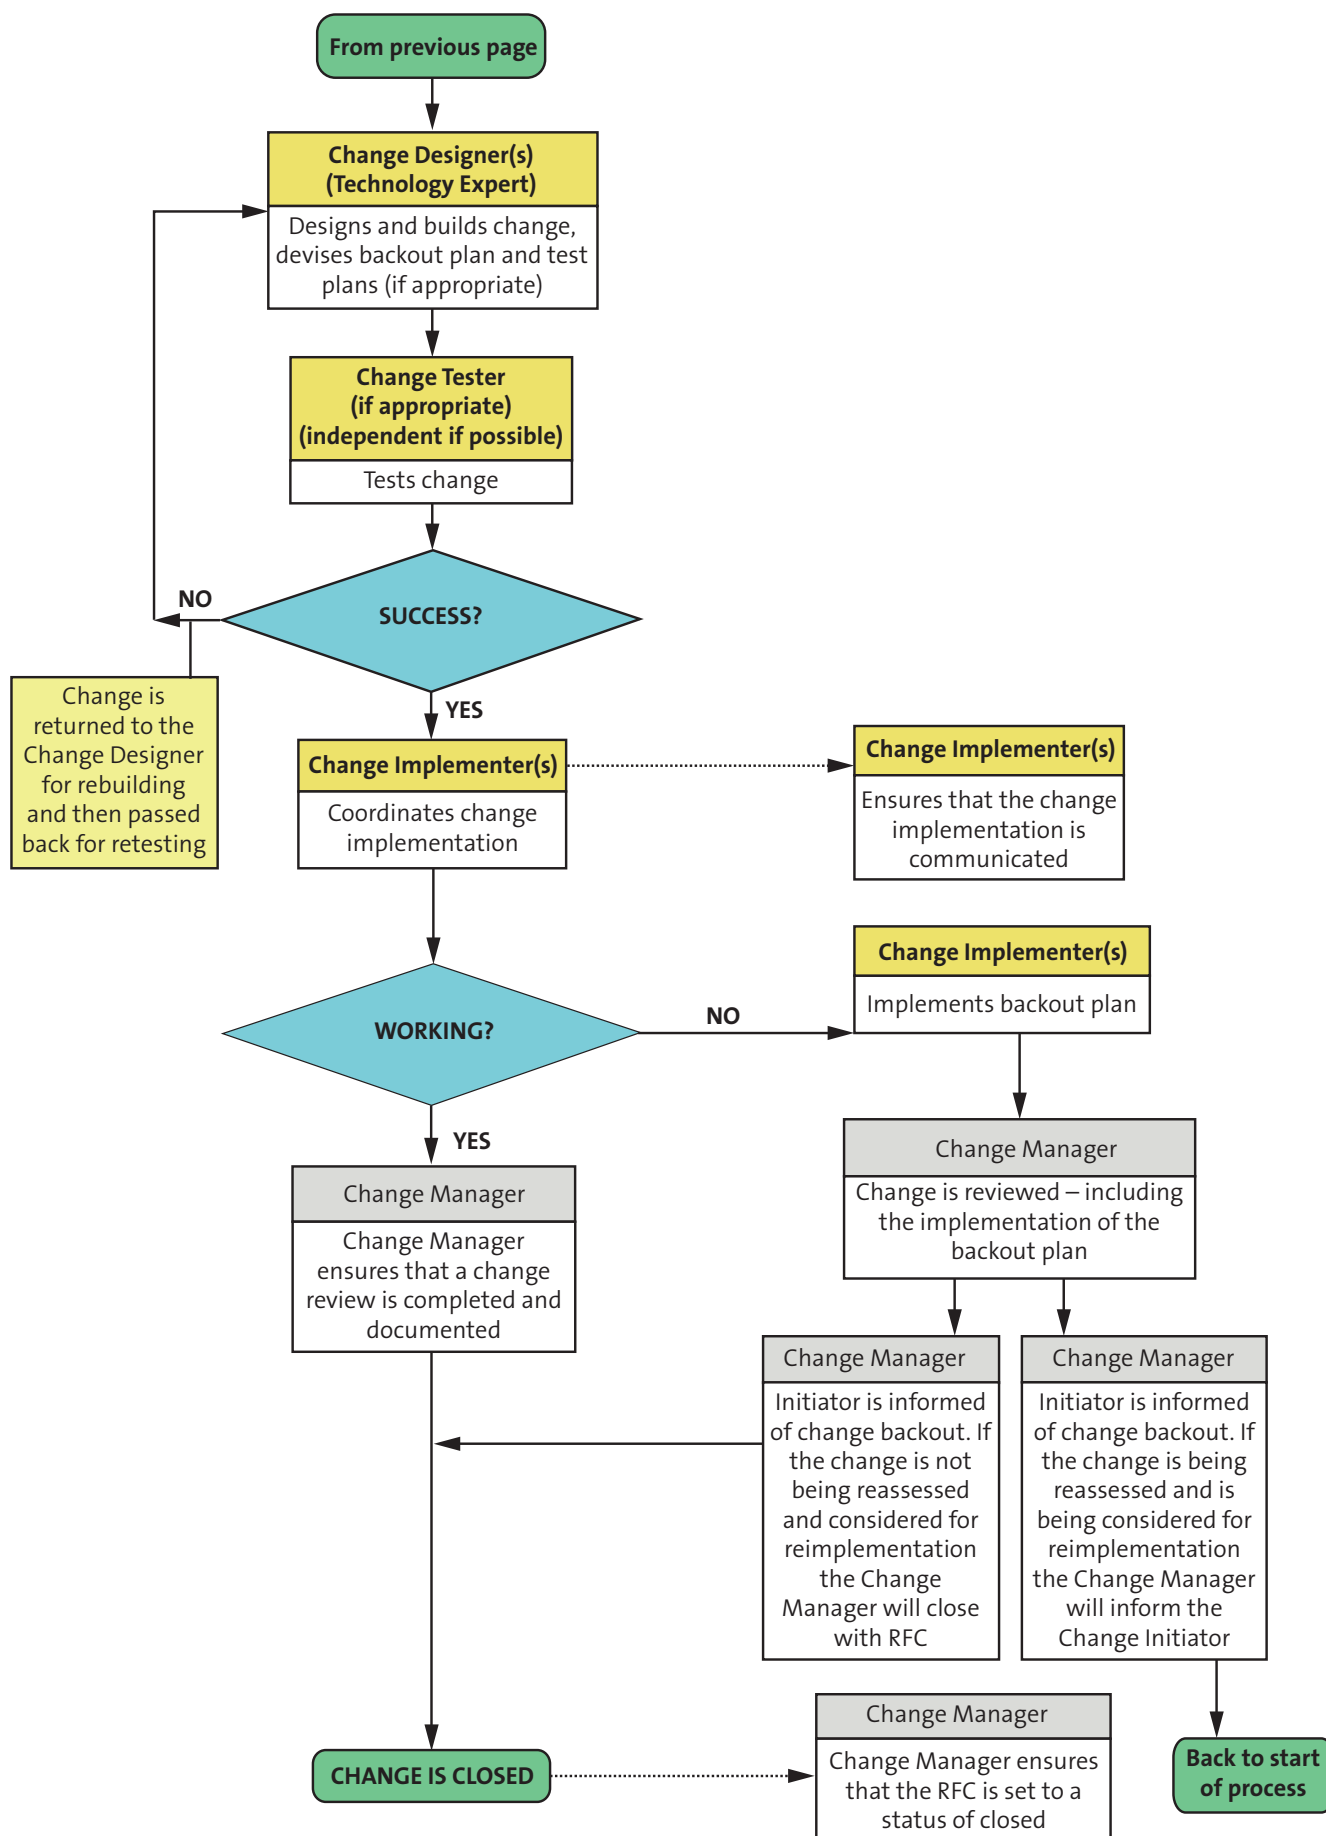 From previous page
Change Designer(s)
(Technology Expert)
Designs and builds change,
devises backout plan and test
plans (if appropriate)
Change Tester
(if appropriate)
(independent if possible)
Tests change
SUCCESS?
NO
Change is
returned to the
Change Designer
for rebuilding
and then passed
back for retesting
YES
Change Implementer(s)
Coordinates change
implementation
Change Implementer(s)
Ensures that the change
implementation is
communicated
WORKING?
NO
Change Implementer(s)
Implements backout plan
YES
Change Manager
Change Manager
ensures that a change
review is completed and
documented
Change Manager
Change is reviewed – including
the implementation of the
backout plan
Change Manager
Initiator is informed
of change backout. If
the change is not
being reassessed
and considered for
reimplementation
the Change
Manager will close
with RFC
Change Manager
Initiator is informed
of change backout. If
the change is being
reassessed and is
being considered for
reimplementation
the Change Manager
will inform the
Change Initiator
CHANGE IS CLOSED
Change Manager
Change Manager ensures
that the RFC is set to a
status of closed
Back to start
of process